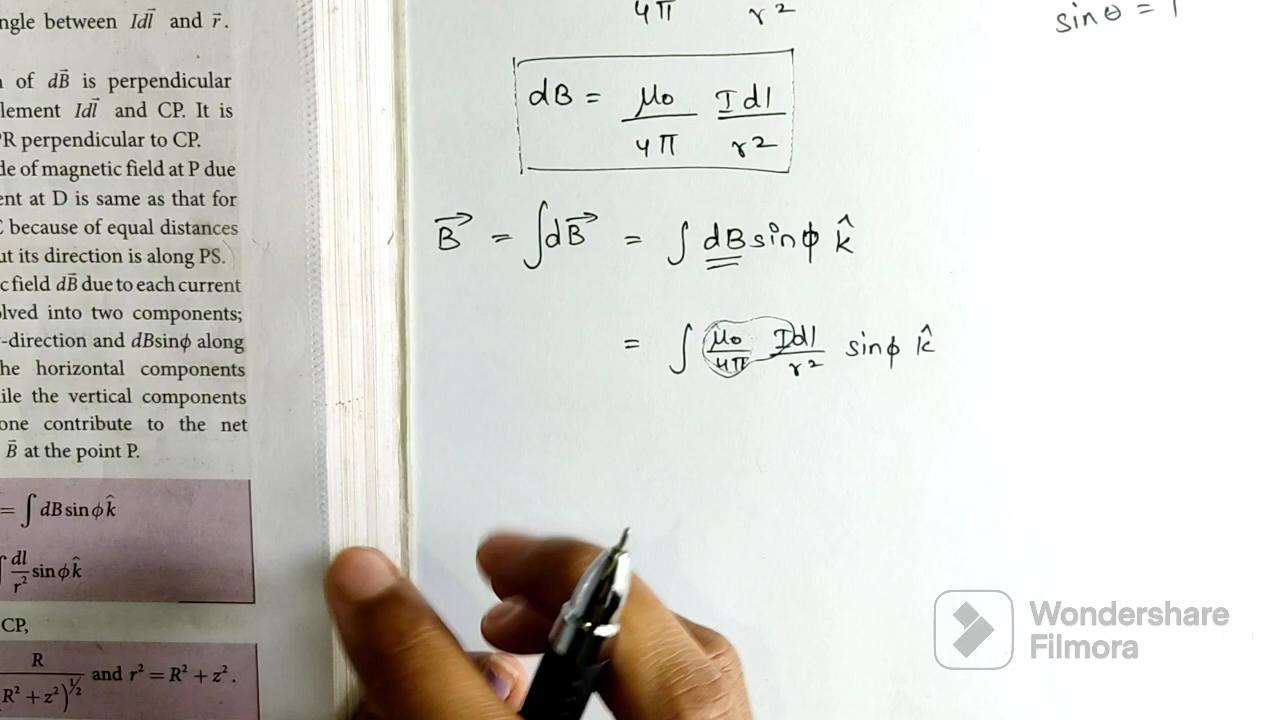 ngle between Idl⃗ and r⃗.
of dB⃗ is perpendicular
lement Idl⃗ and CP. It is
PR perpendicular to CP.
de of magnetic field at P due
ent at D is same as that for
because of equal distances
ut its direction is along PS.
c field dB⃗ due to each current
olved into two components;
-direction and dBsinϕ along
he horizontal components
ile the vertical components
one contribute to the net
B⃗ at the point P.
= ∫ dB sin ϕ k̂
∫ dl/r² sin ϕ k̂
CP,
R/(R² + z²)^½ and r² = R² + z².
4π r²
sinθ = 1
dB = μ₀/4π Idl/r²
B⃗ = ∫dB⃗ = ∫ dB sinϕ k̂
= ∫ μ₀/4π Idl/r² sinϕ k̂
Wondershare
Filmora